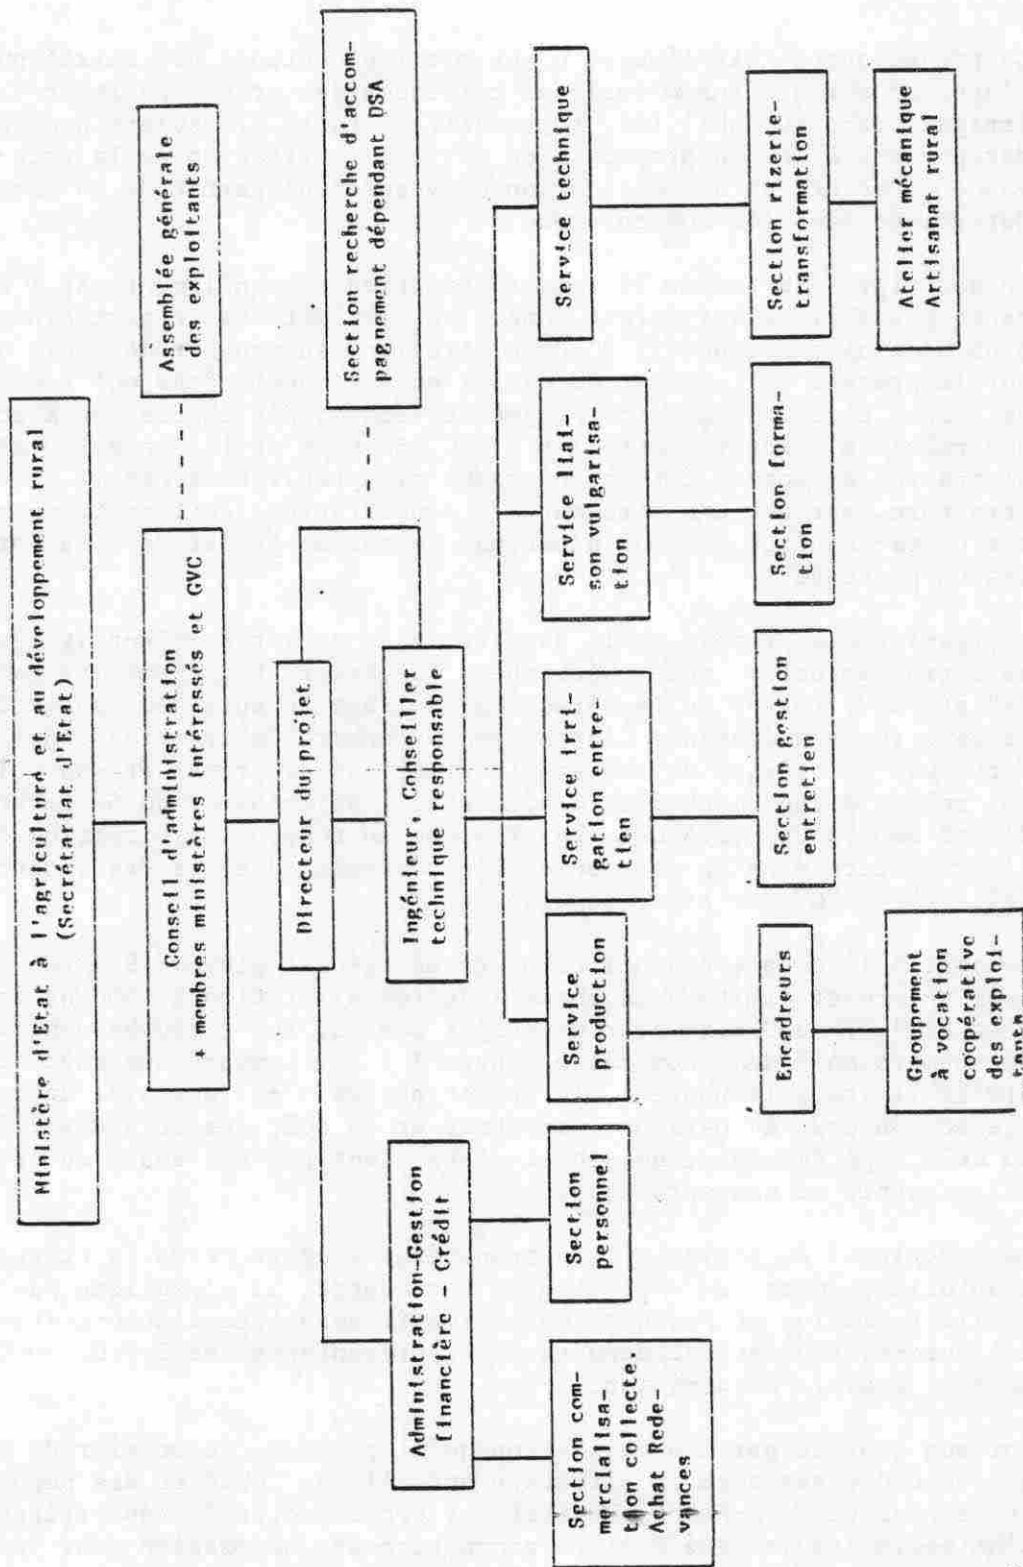 Ministère d'Etat à l'agriculture et au développement rural
(Secrétariat d'Etat)
Conseil d'administration
+ membres ministères intéressés et GVC
Assemblée générale
des exploitants
Directeur du projet
Section recherche d'accom-
pagnement dépendant DSA
Ingénieur, Conseiller
technique responsable
Administration-Gestion
financière - Crédit
Section com-
mercialisa-
tion collecte.
Achat Rede-
vances
Section
personnel
Service
production
Service irri-
gation entre-
tien
Service liai-
son vulgarisa-
tion
Service technique
Encadreurs
Section gestion
entretien
Section forma-
tion
Section rizerie-
transformation
Groupement
à vocation
coopérative
des exploi-
tants
Atelier mécanique
Artisanat rural